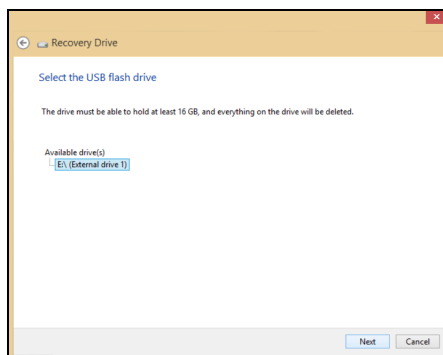 Recovery Drive
Select the USB flash drive
The drive must be able to hold at least 16 GB, and everything on the drive will be deleted.
Available drive(s)
E:\ (External drive 1)
Next Cancel